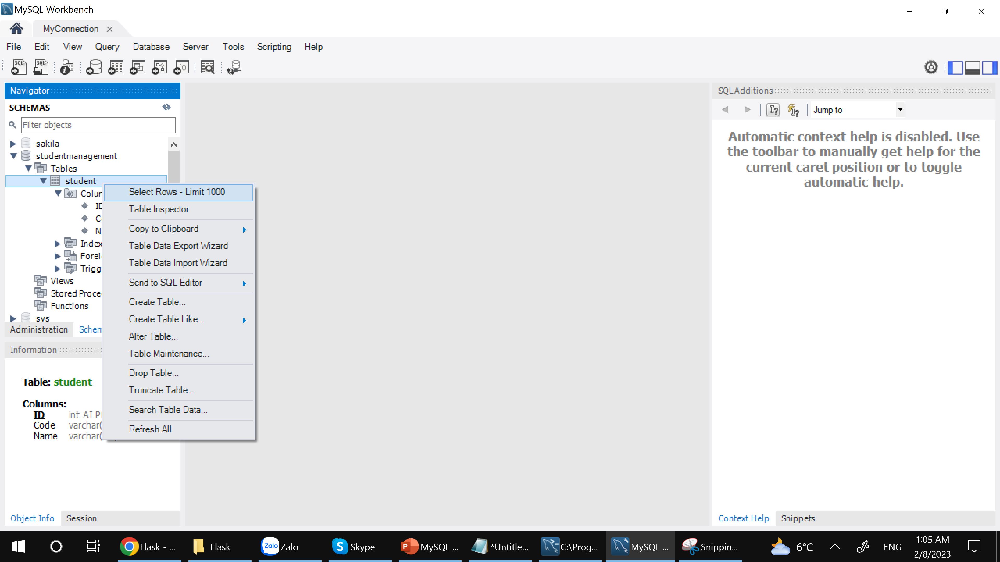 MySQL Workbench
MyConnection
File Edit View Query Database Server Tools Scripting Help
Navigator
SCHEMAS
Filter objects
sakila
studentmanagement
Tables
student
Colum
Index
Forei
Trigg
Views
Stored Proce
Functions
sys
Administration Schem
Information
Table: student
Columns:
ID int AI P
Code varchar(
Name varchar(
Object Info Session
Select Rows - Limit 1000
Table Inspector
Copy to Clipboard
Table Data Export Wizard
Table Data Import Wizard
Send to SQL Editor
Create Table...
Create Table Like...
Alter Table...
Table Maintenance...
Drop Table...
Truncate Table...
Search Table Data...
Refresh All
SQLAdditions
Jump to
Automatic context help is disabled. Use
the toolbar to manually get help for the
current caret position or to toggle
automatic help.
Context Help Snippets
Flask - ... Flask Zalo Zalo Skype MySQL ... *Untitle... C:\Prog... MySQL ... Snippin... 6°C ENG
1:05 AM
2/8/2023